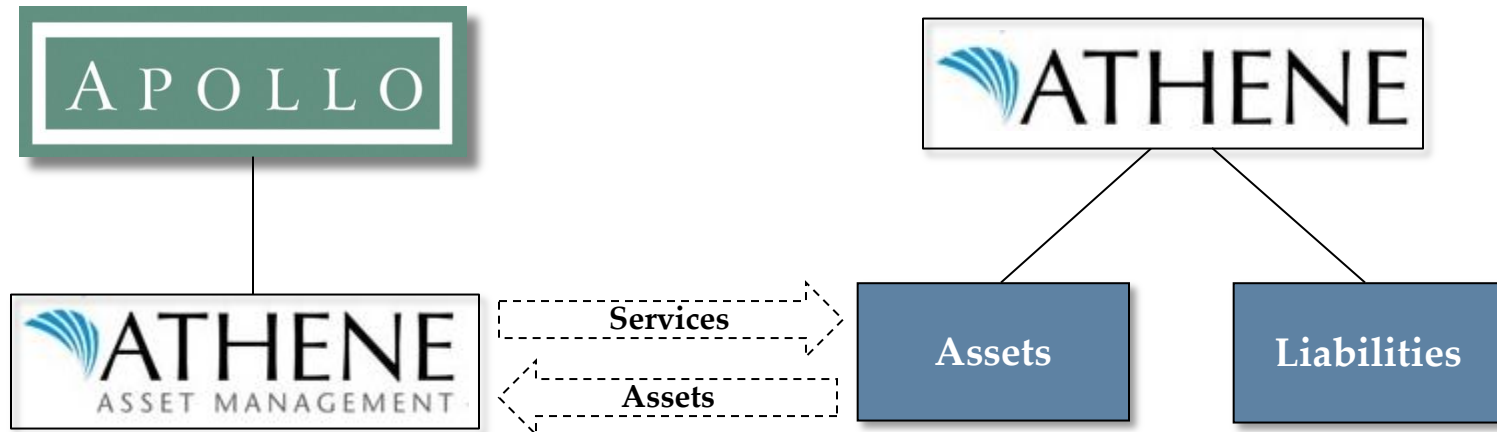 APOLLO
ATHENE
ATHENE
ASSET MANAGEMENT
Services
Assets
Assets
Liabilities